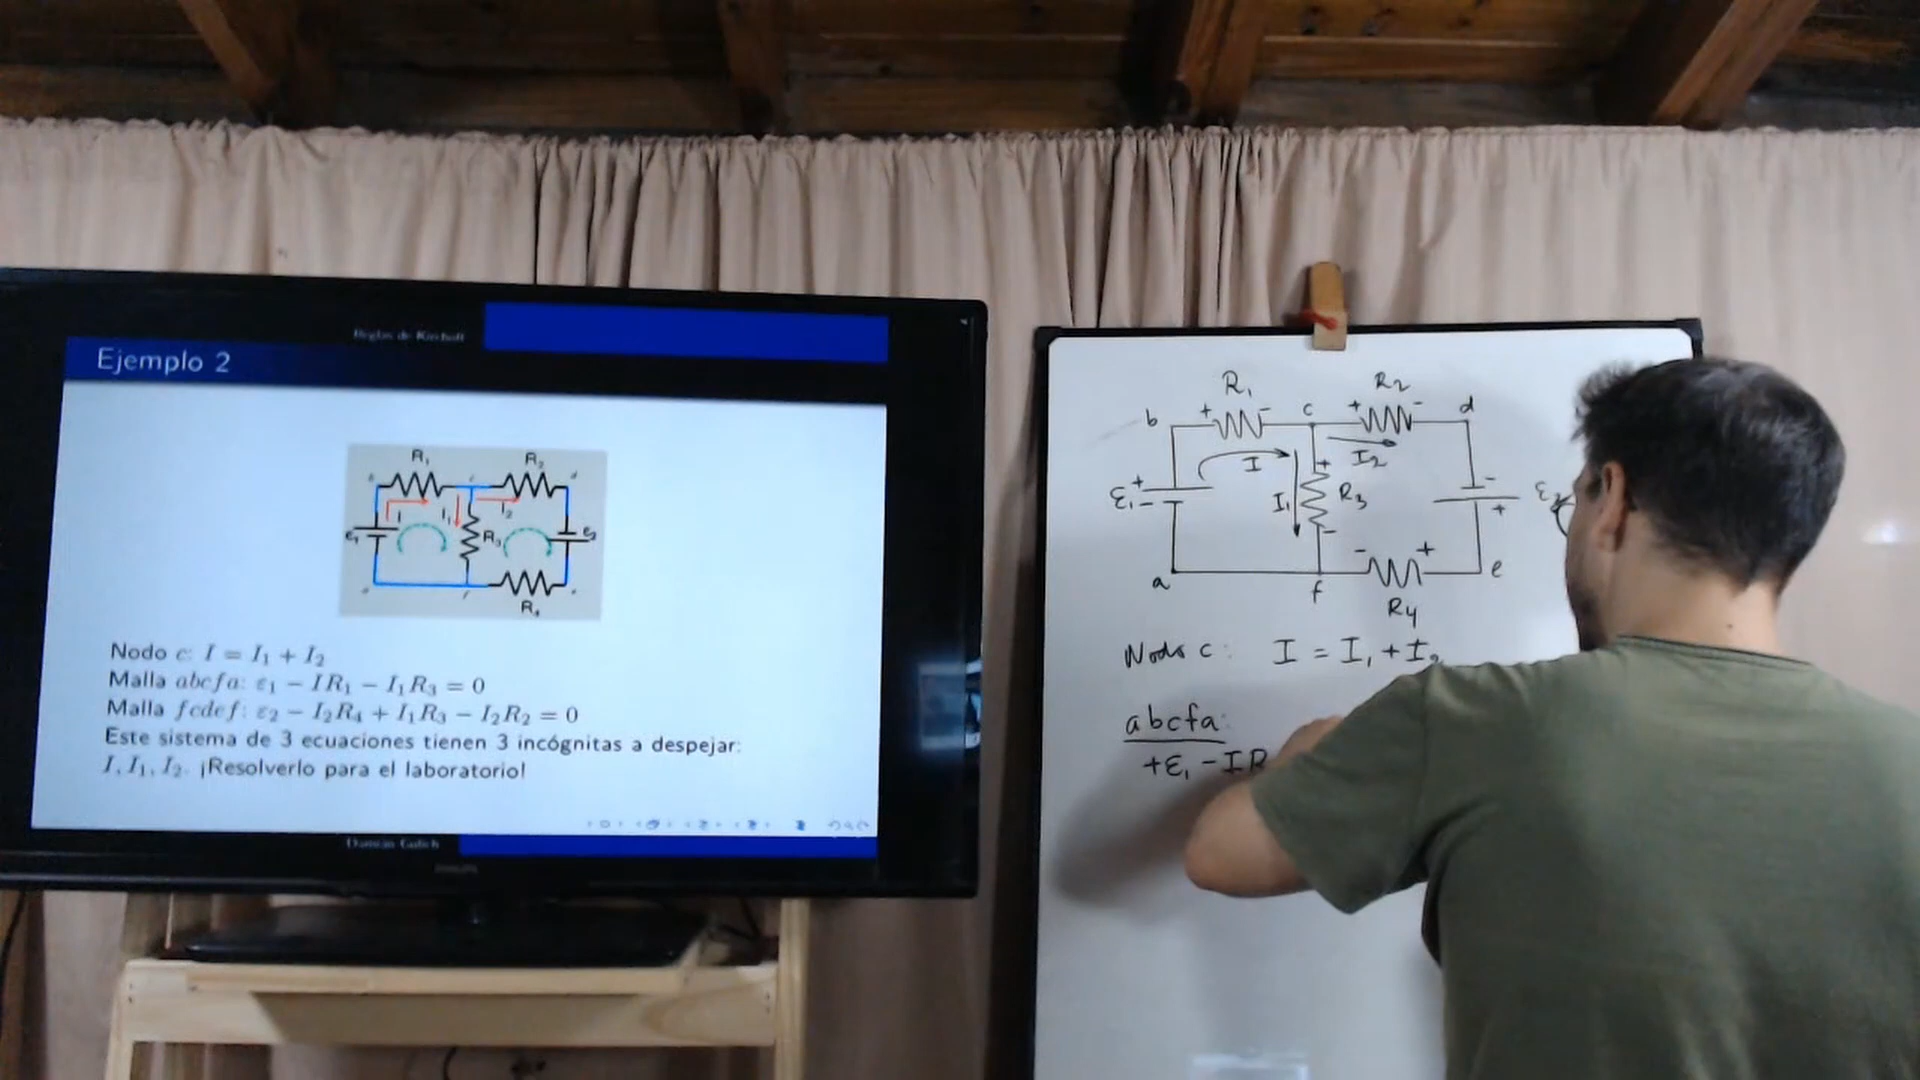 Reglas de Kirchoff
Ejemplo 2
R₁
R₂
I
I₁
I₂
ε₁
R₃
ε₂
R₄
Nodo c: I = I₁ + I₂
Malla abcfa: ε₁ − IR₁ − I₁R₃ = 0
Malla fcdef: ε₂ − I₂R₄ + I₁R₃ − I₂R₂ = 0
Este sistema de 3 ecuaciones tienen 3 incógnitas a despejar:
I, I₁, I₂. ¡Resolverlo para el laboratorio!
Damián Gulich
R₁ R₂
b + - c + - d
I I₂
ε₁ + - I₁ + R₃ - - + ε₂
- +
a f e
R₄
Nodo c: I = I₁ + I₂
abcfa:
+ε₁ − IR